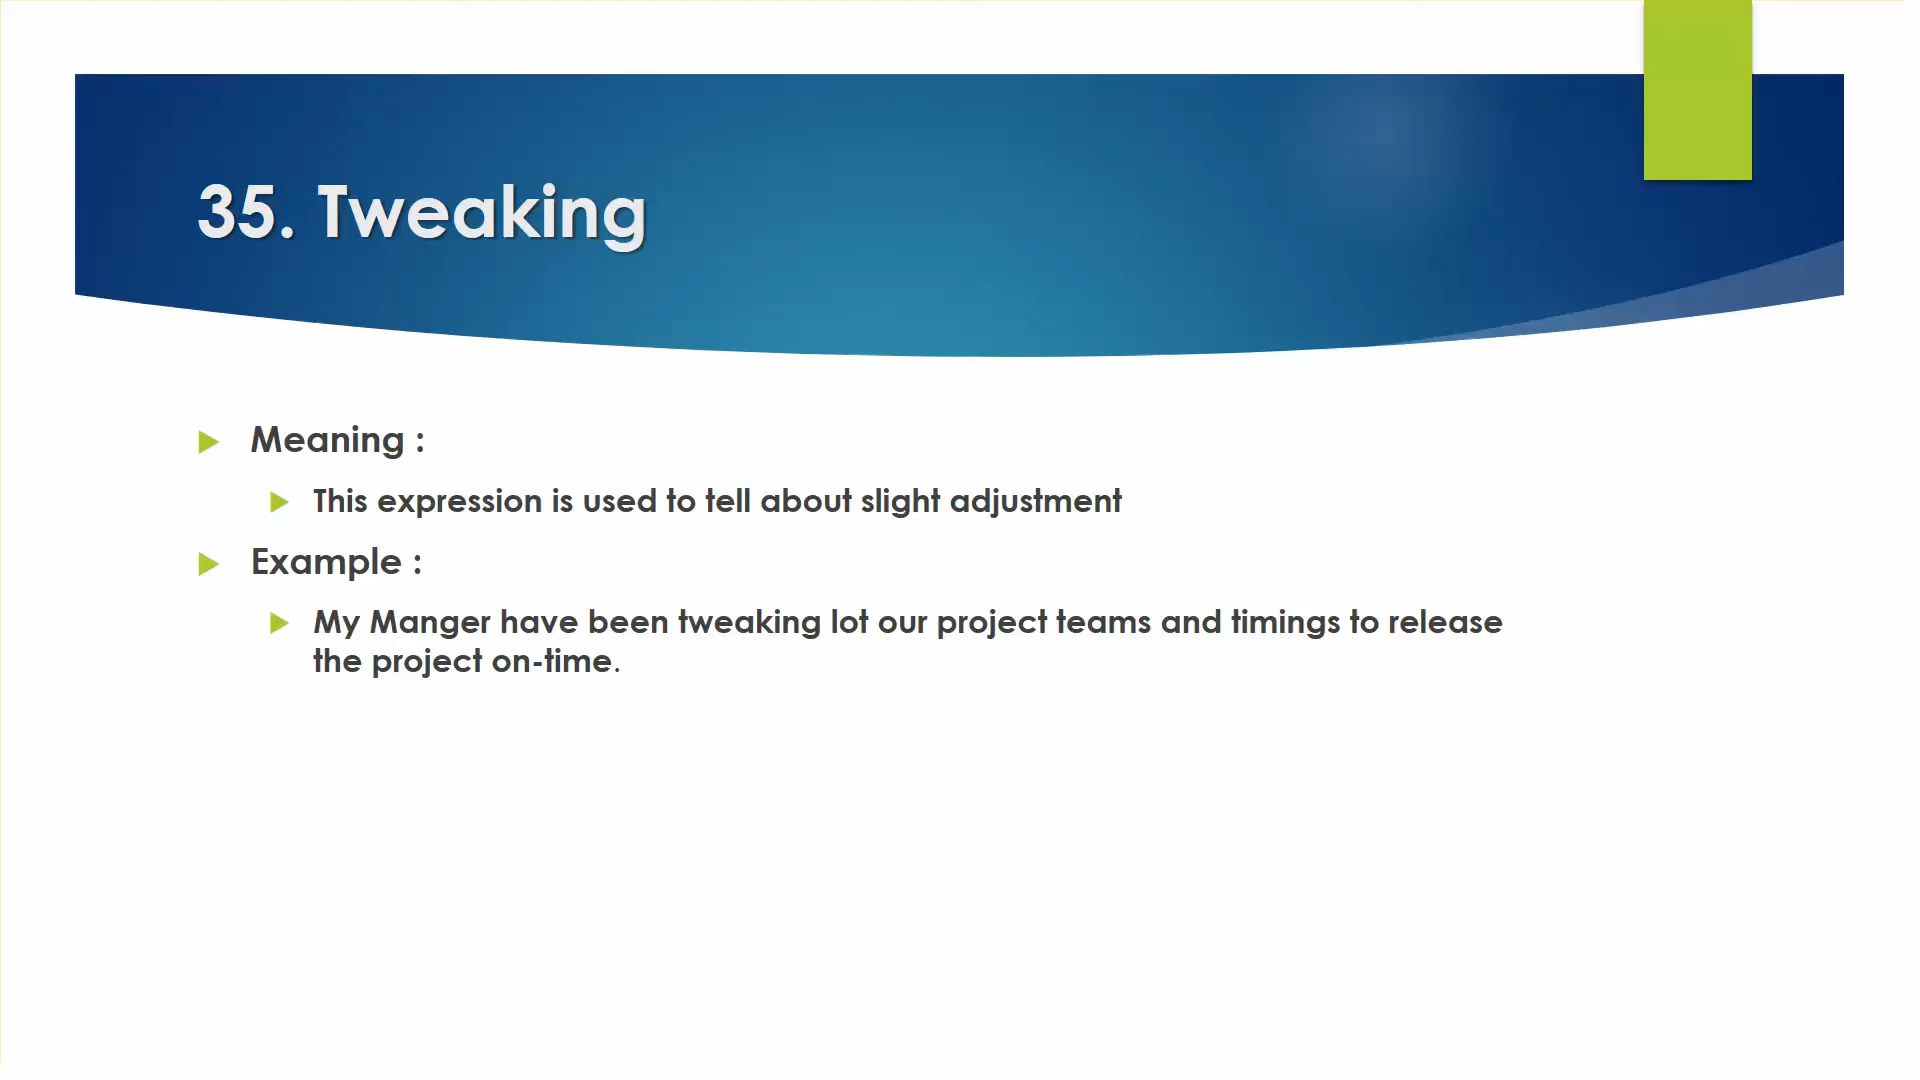 35. Tweaking
Meaning :
This expression is used to tell about slight adjustment
Example :
My Manger have been tweaking lot our project teams and timings to release
the project on-time.